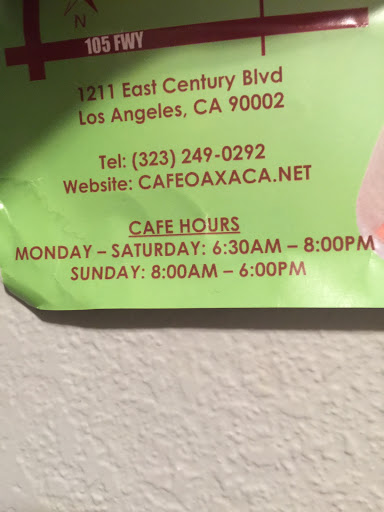 N
105 FWY
1211 East Century Blvd
Los Angeles, CA 90002
Tel: (323) 249-0292
Website: CAFEOAXACA.NET
CAFE HOURS
MONDAY – SATURDAY: 6:30AM – 8:00PM
SUNDAY: 8:00AM – 6:00PM